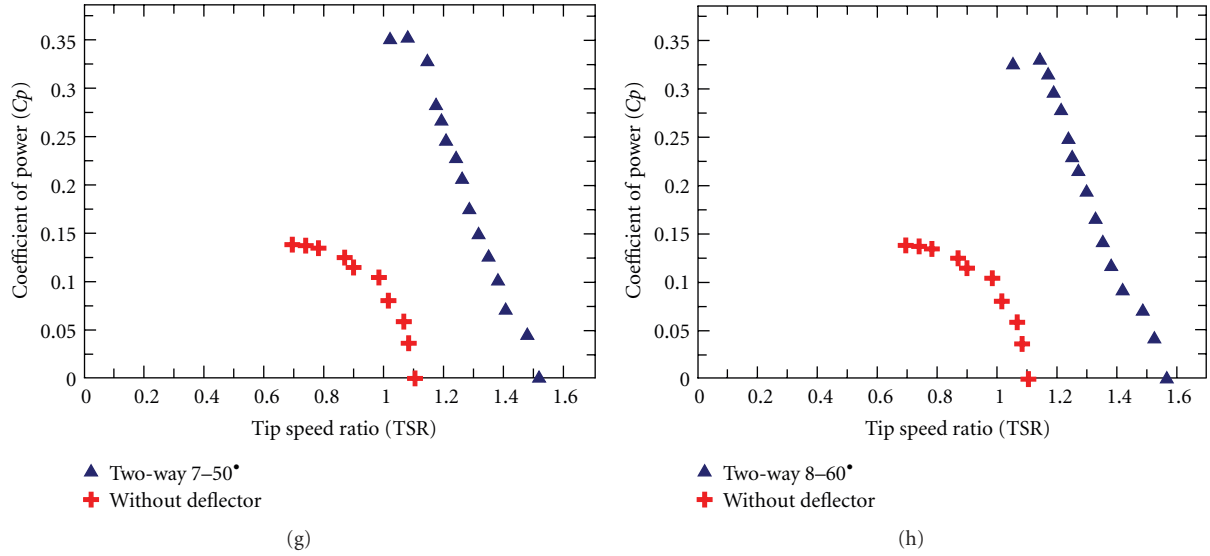 0.35
0.3
0.25
0.2
0.15
0.1
0.05
0
Coefficient of power (Cp)
0 0.2 0.4 0.6 0.8 1 1.2 1.4 1.6
Tip speed ratio (TSR)
Two-way 7–50•
Without deflector
(g)
0.35
0.3
0.25
0.2
0.15
0.1
0.05
0
Coefficient of power (Cp)
0 0.2 0.4 0.6 0.8 1 1.2 1.4 1.6
Tip speed ratio (TSR)
Two-way 8–60•
Without deflector
(h)